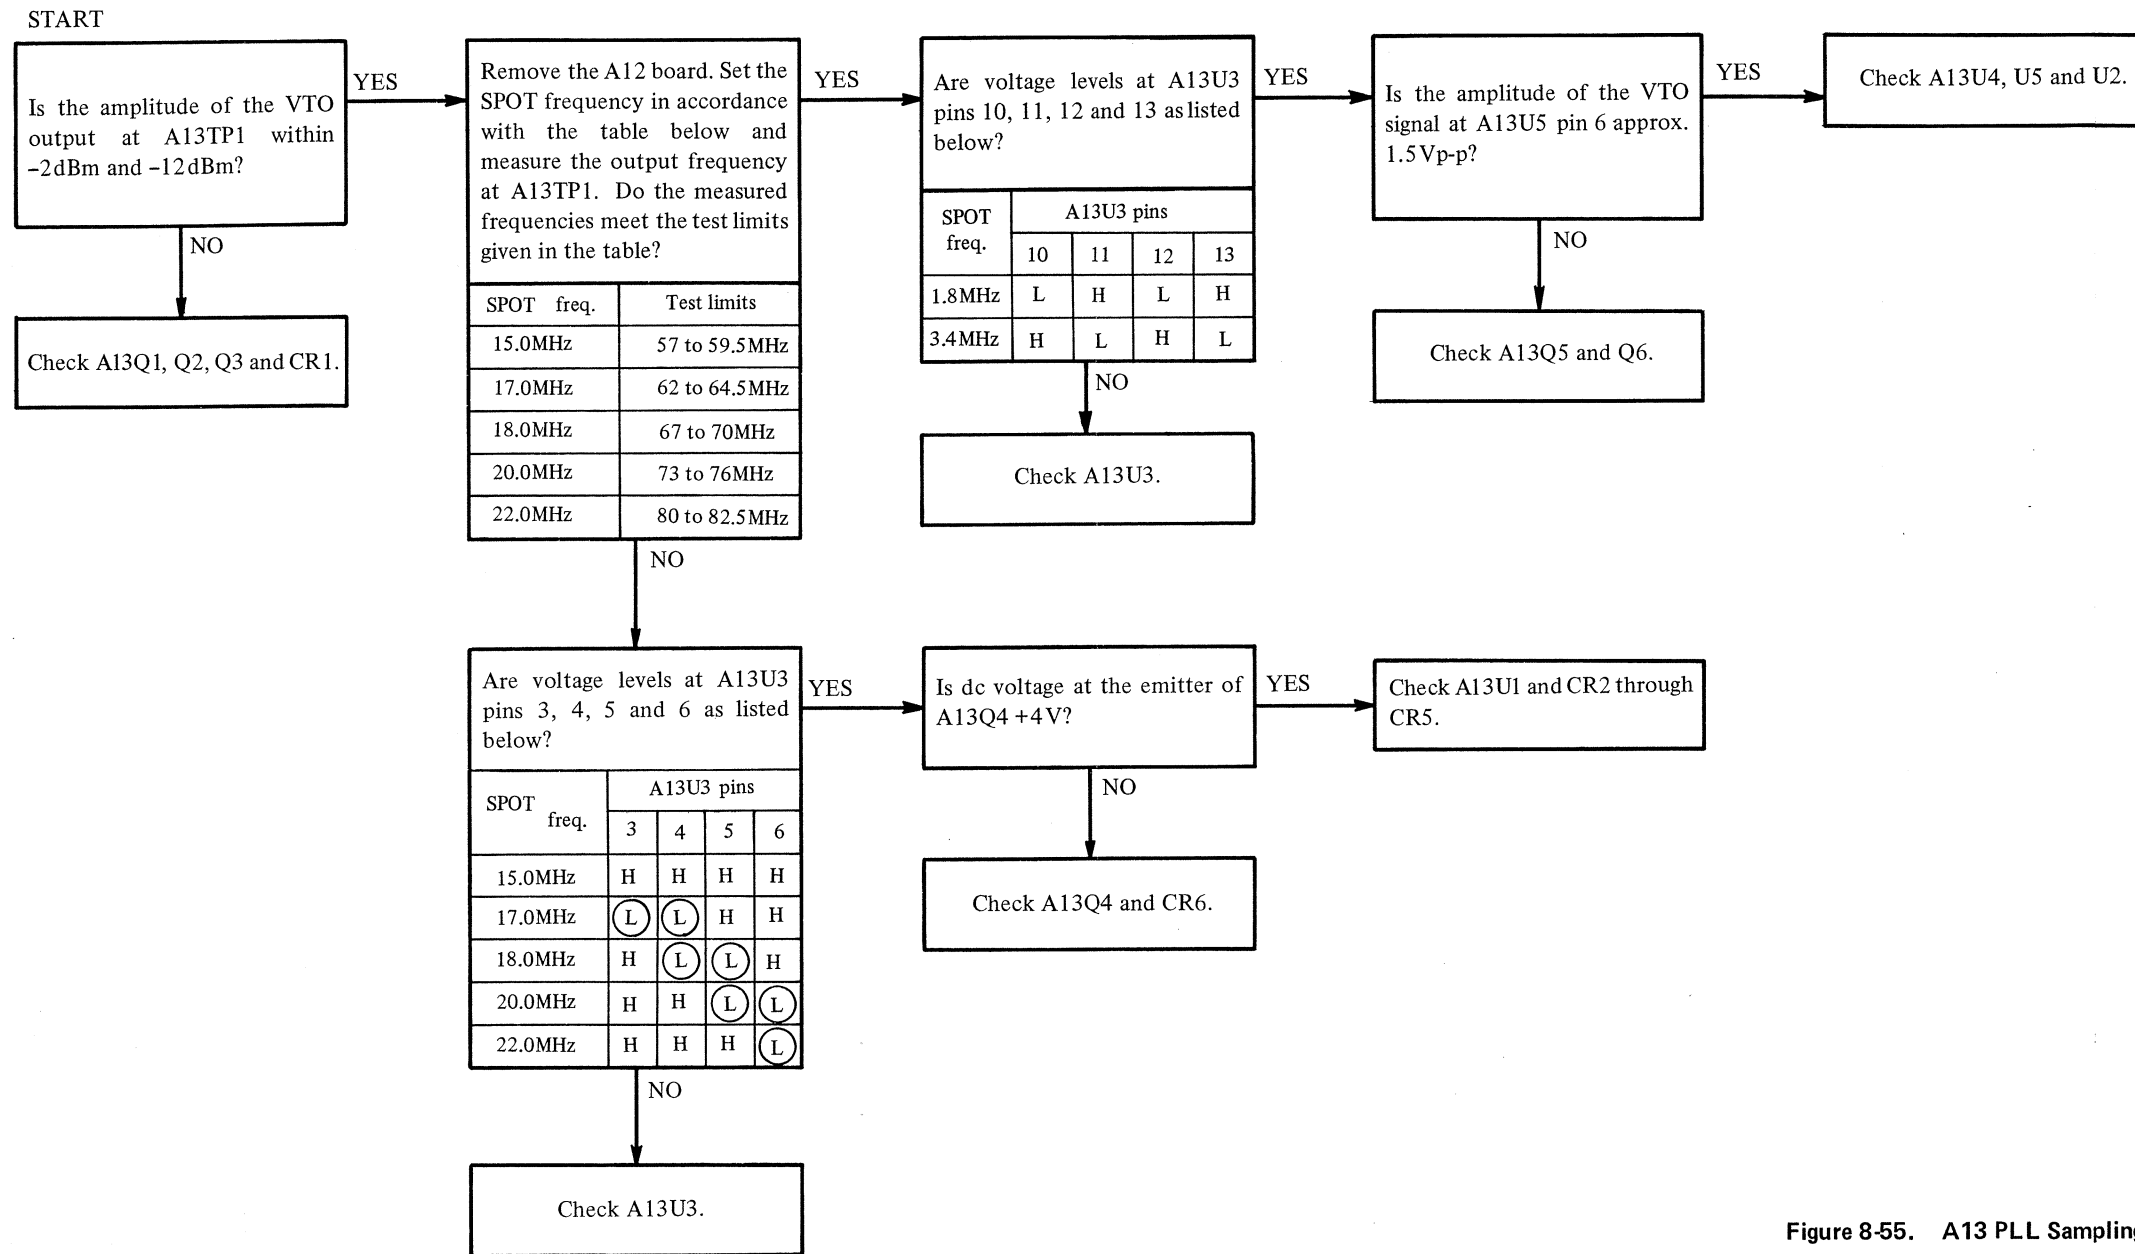 START
Is the amplitude of the VTO
output at A13TP1 within
–2dBm and –12dBm?
YES
NO
Check A13Q1, Q2, Q3 and CR1.
Remove the A12 board. Set the
SPOT frequency in accordance
with the table below and
measure the output frequency
at A13TP1. Do the measured
frequencies meet the test limits
given in the table?
SPOT freq. Test limits
15.0MHz 57 to 59.5MHz
17.0MHz 62 to 64.5MHz
18.0MHz 67 to 70MHz
20.0MHz 73 to 76MHz
22.0MHz 80 to 82.5MHz
YES
NO
Are voltage levels at A13U3
pins 10, 11, 12 and 13 as listed
below?
SPOT freq. A13U3 pins
10 11 12 13
1.8MHz L H L H
3.4MHz H L H L
YES
NO
Check A13U3.
Is the amplitude of the VTO
signal at A13U5 pin 6 approx.
1.5Vp-p?
YES
NO
Check A13Q5 and Q6.
Check A13U4, U5 and U2.
Are voltage levels at A13U3
pins 3, 4, 5 and 6 as listed
below?
SPOT freq. A13U3 pins
3 4 5 6
15.0MHz H H H H
17.0MHz L L H H
18.0MHz H L L H
20.0MHz H H L L
22.0MHz H H H L
YES
NO
Check A13U3.
Is dc voltage at the emitter of
A13Q4 +4V?
YES
NO
Check A13Q4 and CR6.
Check A13U1 and CR2 through
CR5.
Figure 8-55. A13 PLL Sampling